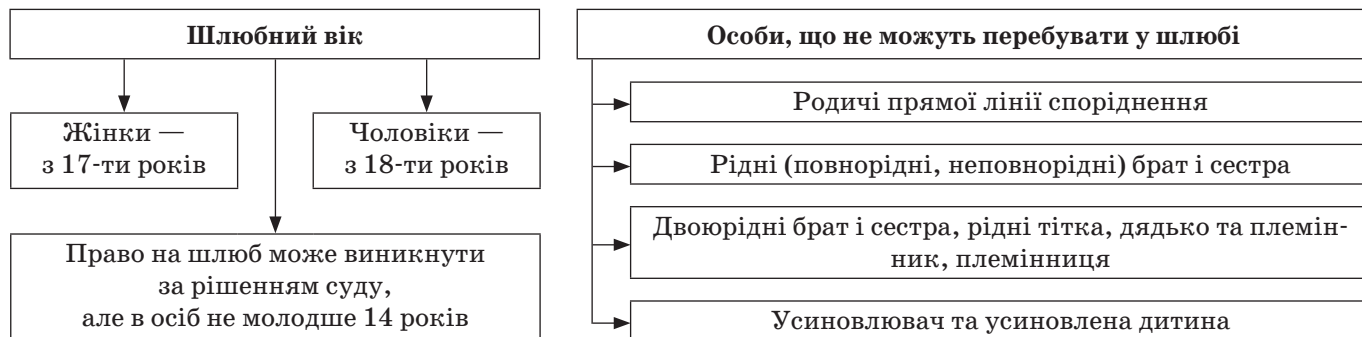 Шлюбний вік
Жінки —
з 17-ти років
Чоловіки —
з 18-ти років
Право на шлюб може виникнути
за рішенням суду,
але в осіб не молодше 14 років
Особи, що не можуть перебувати у шлюбі
Родичі прямої лінії споріднення
Рідні (повнорідні, неповнорідні) брат і сестра
Двоюрідні брат і сестра, рідні тітка, дядько та племін-
ник, племінниця
Усиновлювач та усиновлена дитина